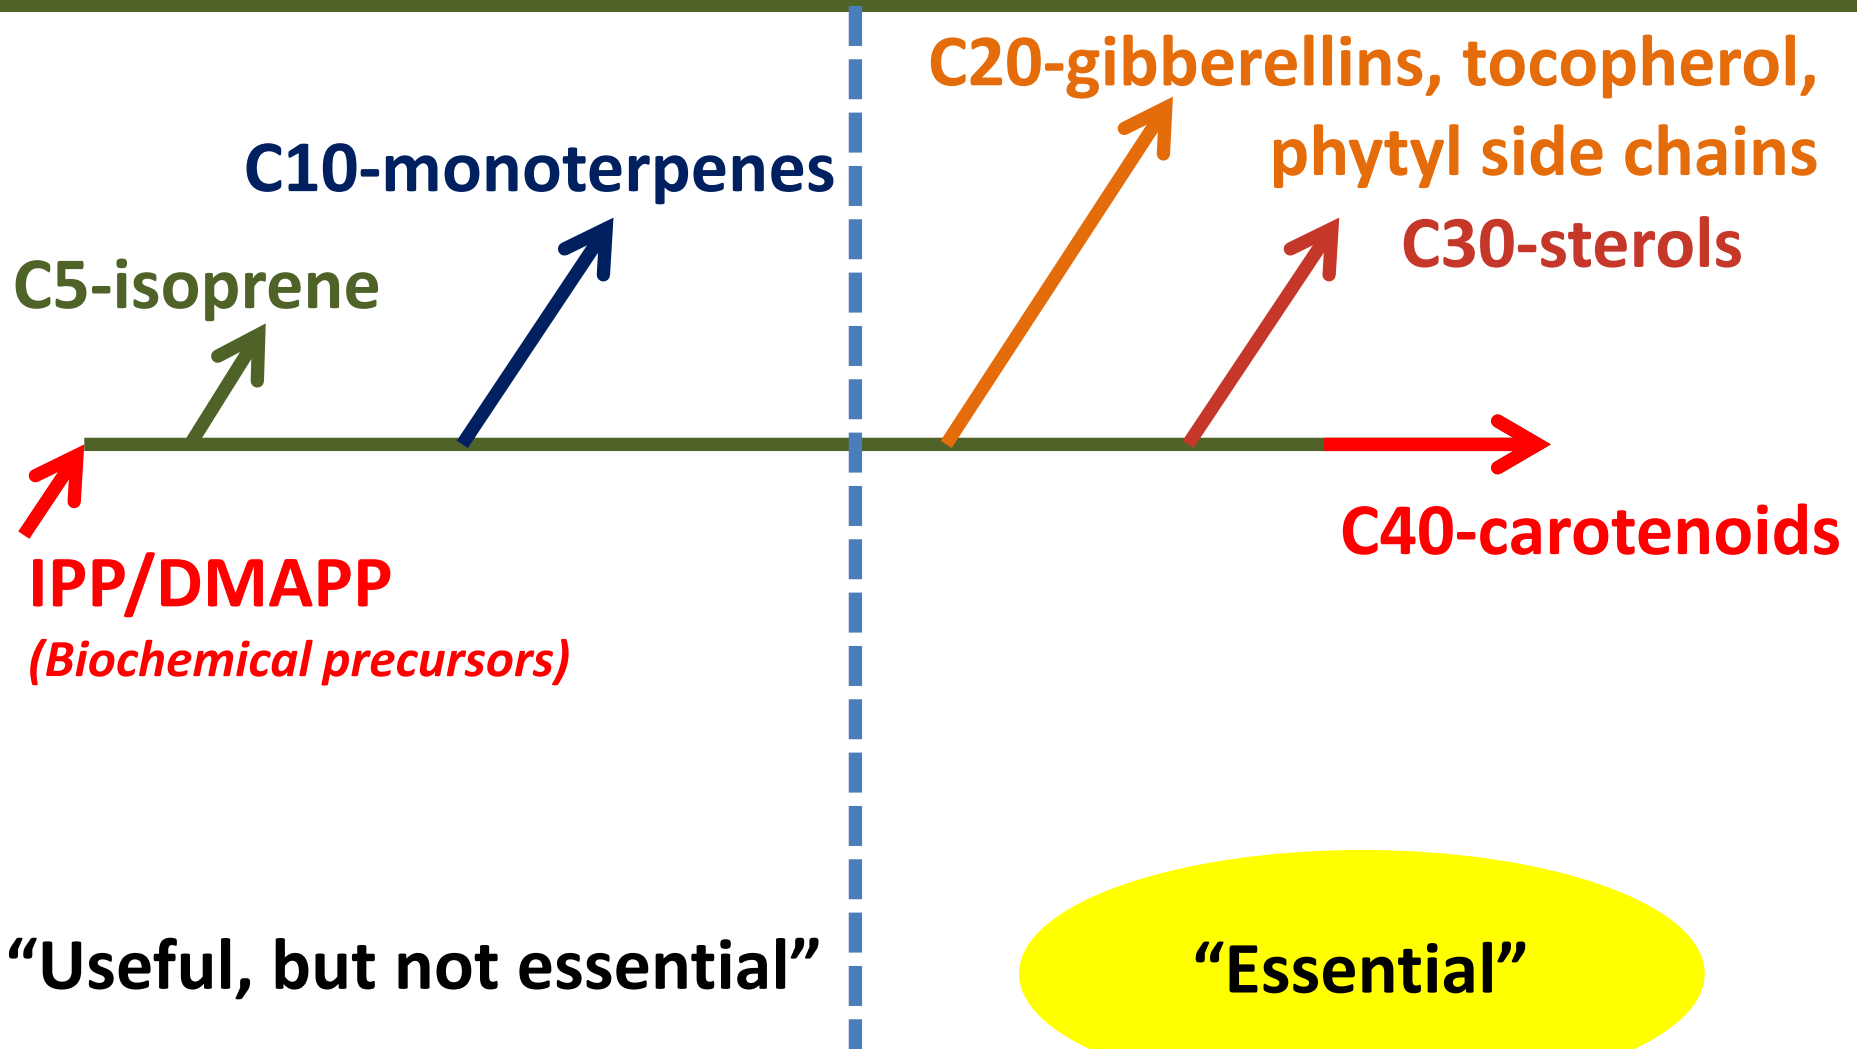 C20-gibberellins, tocopherol,
phytyl side chains
C10-monoterpenes
C30-sterols
C5-isoprene
C40-carotenoids
IPP/DMAPP
(Biochemical precursors)
“Useful, but not essential”
“Essential”